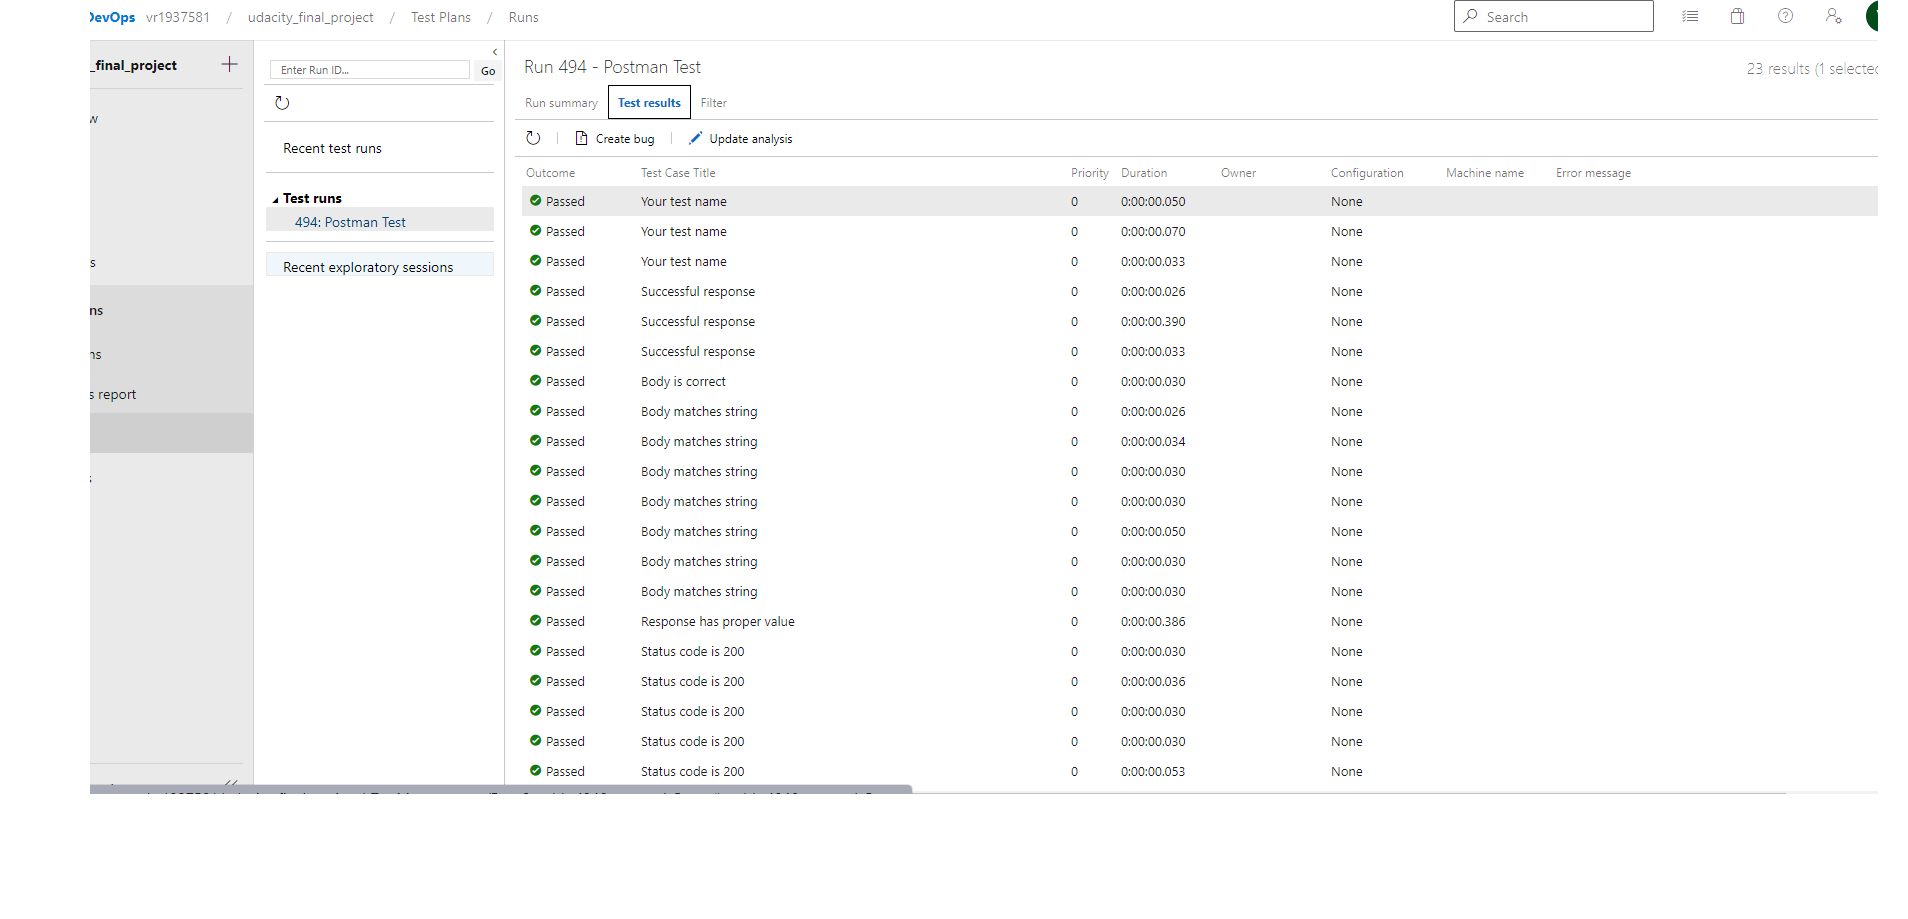 DevOps vr1937581 / udacity_final_project / Test Plans / Runs Search
_final_project
w
s
ns
ns
s report
Enter Run ID... Go
Recent test runs
Test runs
494: Postman Test
Recent exploratory sessions
Run 494 - Postman Test 23 results (1 selected
Run summary Test results Filter
Create bug Update analysis
Outcome Test Case Title Priority Duration Owner Configuration Machine name Error message
Passed Your test name 0 0:00:00.050 None
Passed Your test name 0 0:00:00.070 None
Passed Your test name 0 0:00:00.033 None
Passed Successful response 0 0:00:00.026 None
Passed Successful response 0 0:00:00.390 None
Passed Successful response 0 0:00:00.033 None
Passed Body is correct 0 0:00:00.030 None
Passed Body matches string 0 0:00:00.026 None
Passed Body matches string 0 0:00:00.034 None
Passed Body matches string 0 0:00:00.030 None
Passed Body matches string 0 0:00:00.030 None
Passed Body matches string 0 0:00:00.050 None
Passed Body matches string 0 0:00:00.030 None
Passed Body matches string 0 0:00:00.030 None
Passed Response has proper value 0 0:00:00.386 None
Passed Status code is 200 0 0:00:00.030 None
Passed Status code is 200 0 0:00:00.036 None
Passed Status code is 200 0 0:00:00.030 None
Passed Status code is 200 0 0:00:00.030 None
Passed Status code is 200 0 0:00:00.053 None